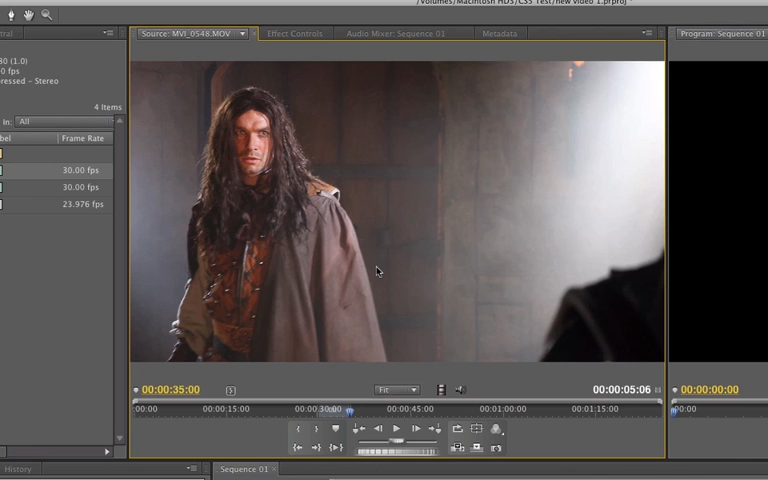 /Volumes/Macintosh HD3/CS5 Test/new video 1.prproj *
tral
Source: MVI_0548.MOV
Effect Controls
Audio Mixer: Sequence 01
Metadata
Program: Sequence 01
80 (1.0)
0 fps
pressed – Stereo
4 Items
In: All
bel
Frame Rate
30.00 fps
30.00 fps
23.976 fps
00:00:35:00
Fit
00:00:05:06
00:00:00:00
00:00
00:00:15:00
00:00:30:00
00:00:45:00
00:01:00:00
00:01:15:00
00:00
History
Sequence 01